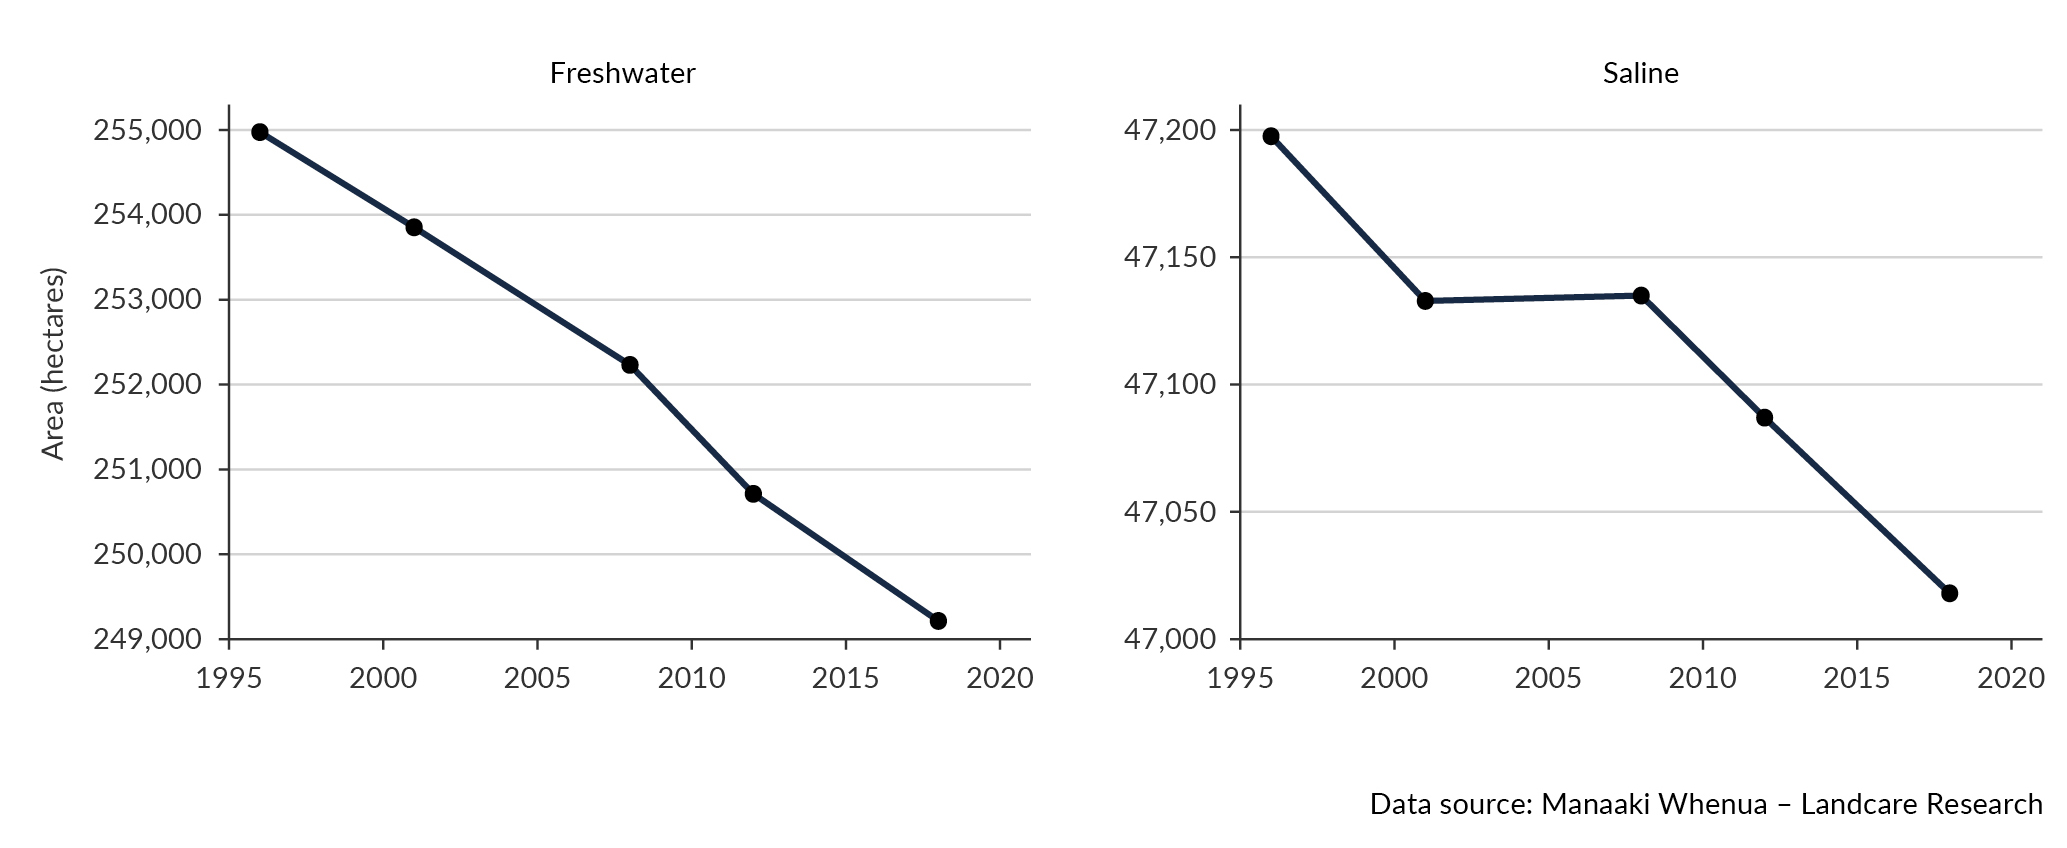 Freshwater
Saline
Area (hectares)
255,000
254,000
253,000
252,000
251,000
250,000
249,000
1995 2000 2005 2010 2015 2020
47,200
47,150
47,100
47,050
47,000
1995 2000 2005 2010 2015 2020
Data source: Manaaki Whenua – Landcare Research